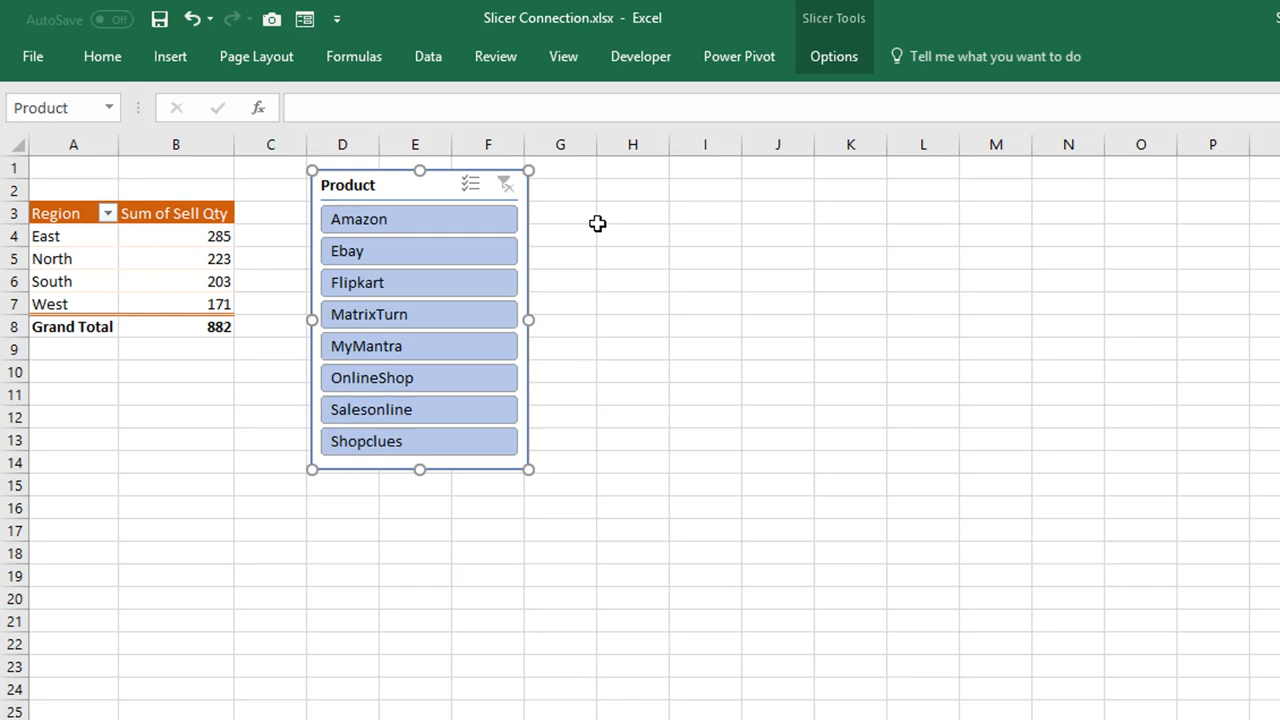 AutoSave Off Slicer Connection.xlsx - Excel Slicer Tools
File Home Insert Page Layout Formulas Data Review View Developer Power Pivot Options Tell me what you want to do
Product fx
A B C D E F G H I J K L M N O P
1
2
3 Region Sum of Sell Qty
4 East 285
5 North 223
6 South 203
7 West 171
8 Grand Total 882
9
10
11
12
13
14
15
16
17
18
19
20
21
22
23
24
25
Product
Amazon
Ebay
Flipkart
MatrixTurn
MyMantra
OnlineShop
Salesonline
Shopclues